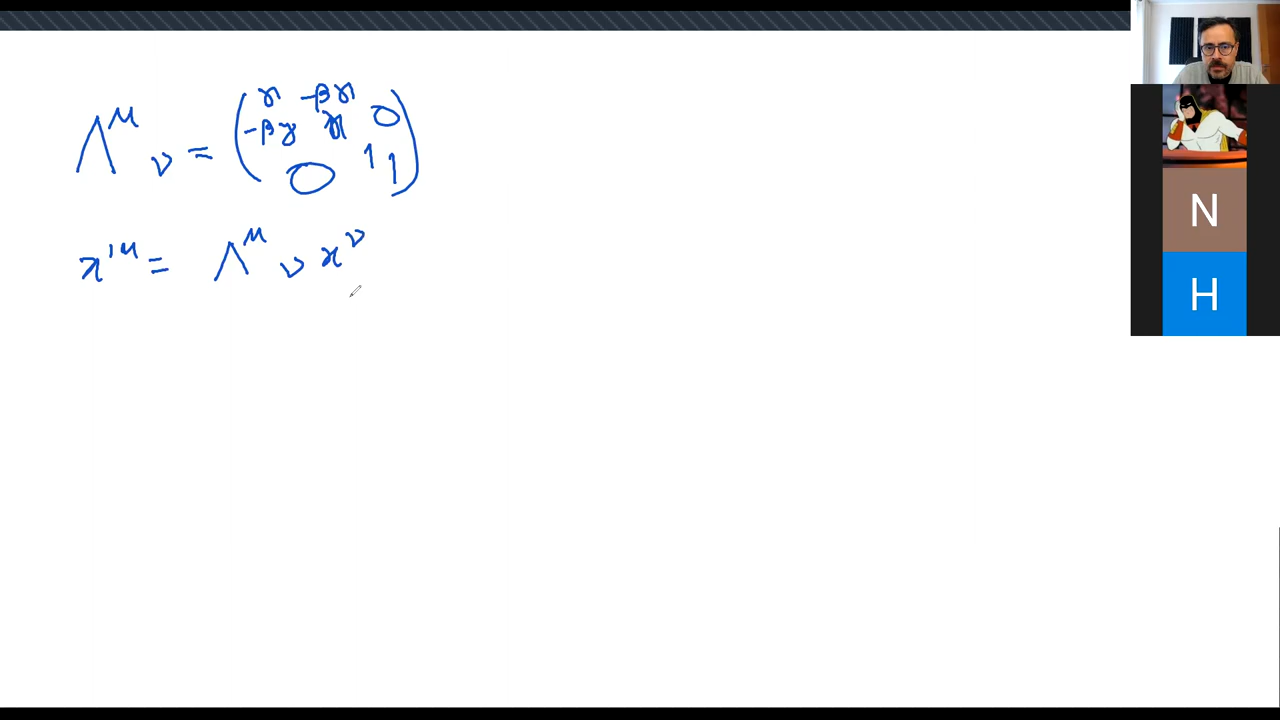 Λ^μ_ν = ( γ -βγ
-βγ γ 0
0 1 1 )
x'^μ = Λ^μ_ν x^ν
N
H